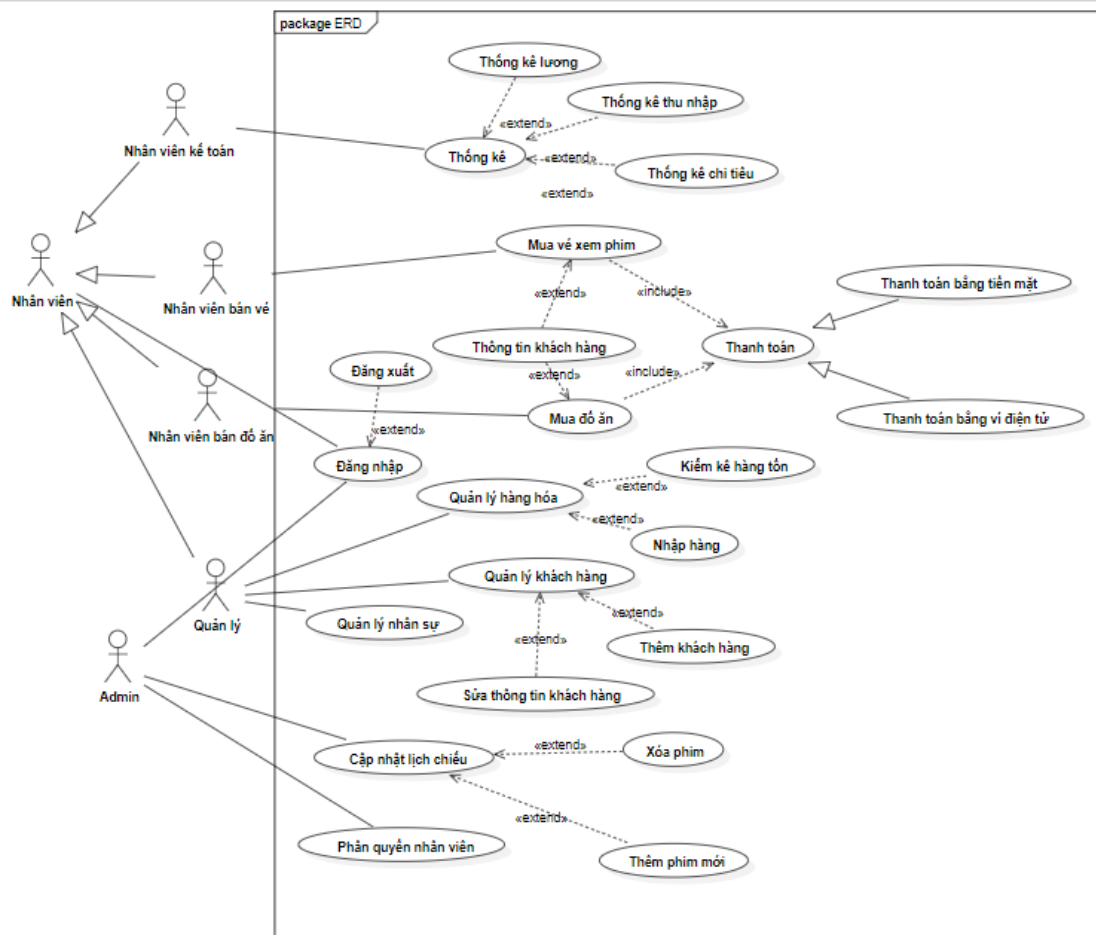 package ERD
Thống kê lương
Thống kê thu nhập
«extend»
Nhân viên kế toán
Thống kê
«extend»
Thống kê chi tiêu
«extend»
Mua vé xem phim
Nhân viên
Nhân viên bán vé
«extend»
«include»
Thanh toán bằng tiền mặt
Thông tin khách hàng
Thanh toán
Đăng xuất
«extend»
«include»
Mua đồ ăn
Thanh toán bằng ví điện tử
Nhân viên bán đồ ăn
«extend»
Đăng nhập
Kiểm kê hàng tồn
«extend»
Quản lý hàng hóa
«extend»
Nhập hàng
Quản lý khách hàng
«extend»
Quản lý
Quản lý nhân sự
«extend»
Thêm khách hàng
Admin
Sửa thông tin khách hàng
«extend»
Xóa phim
Cập nhật lịch chiếu
«extend»
Phân quyền nhân viên
Thêm phim mới